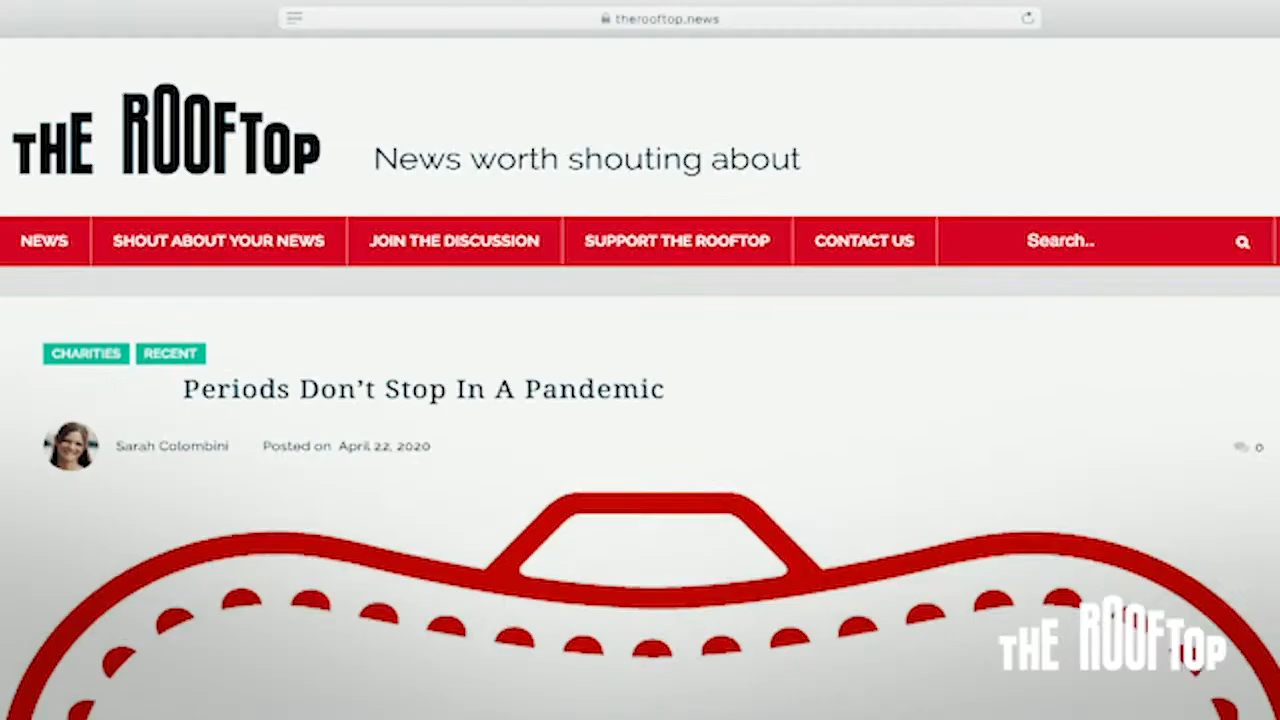 therooftop.news
THE ROOFTOP
News worth shouting about
NEWS
SHOUT ABOUT YOUR NEWS
JOIN THE DISCUSSION
SUPPORT THE ROOFTOP
CONTACT US
Search..
CHARITIES
RECENT
Periods Don’t Stop In A Pandemic
Sarah Colombini
Posted on April 22, 2020
0
THE ROOFTOP